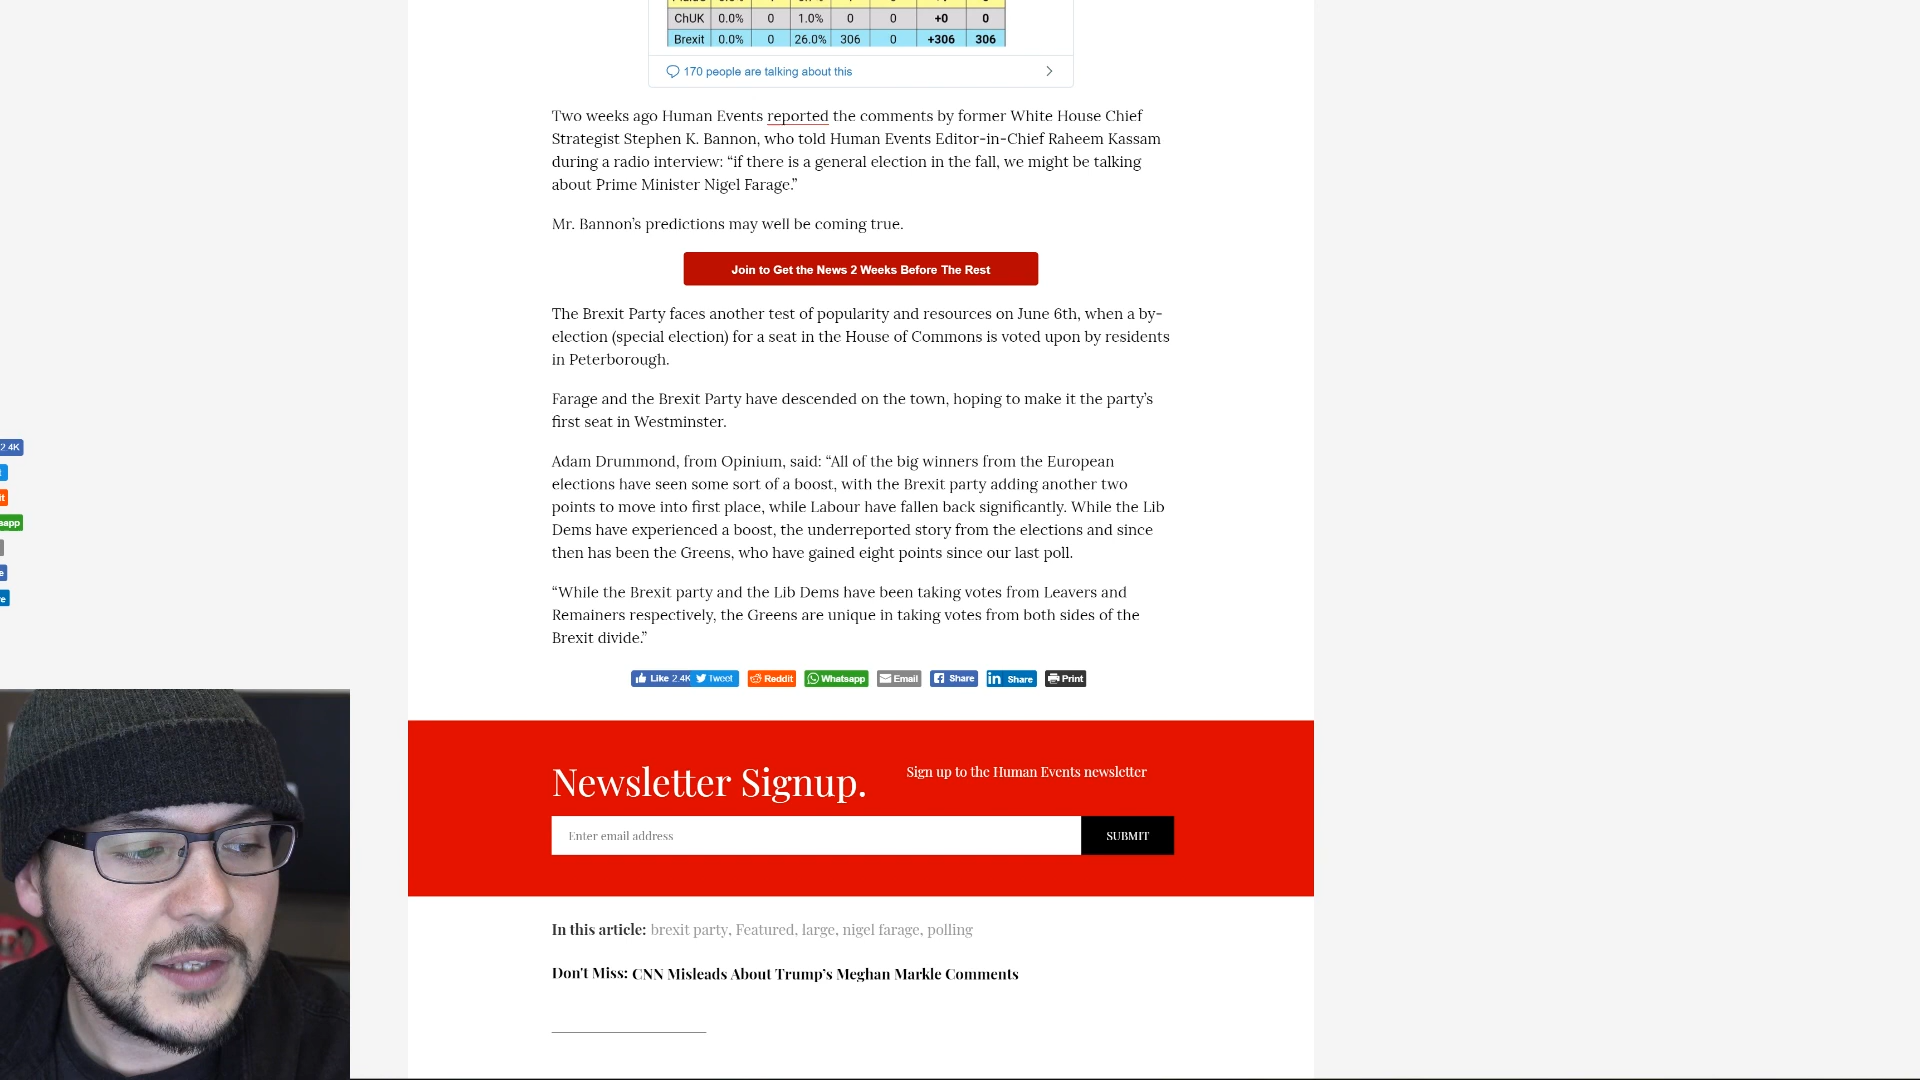 ChUK 0.0% 0 1.0% 0 0 +0 0
Brexit 0.0% 0 26.0% 306 0 +306 306
170 people are talking about this
Two weeks ago Human Events reported the comments by former White House Chief
Strategist Stephen K. Bannon, who told Human Events Editor-in-Chief Raheem Kassam
during a radio interview: “if there is a general election in the fall, we might be talking
about Prime Minister Nigel Farage.”
Mr. Bannon’s predictions may well be coming true.
Join to Get the News 2 Weeks Before The Rest
The Brexit Party faces another test of popularity and resources on June 6th, when a by-
election (special election) for a seat in the House of Commons is voted upon by residents
in Peterborough.
Farage and the Brexit Party have descended on the town, hoping to make it the party’s
first seat in Westminster.
2.4K
Adam Drummond, from Opinium, said: “All of the big winners from the European
elections have seen some sort of a boost, with the Brexit party adding another two
points to move into first place, while Labour have fallen back significantly. While the Lib
Dems have experienced a boost, the underreported story from the elections and since
then has been the Greens, who have gained eight points since our last poll.
“While the Brexit party and the Lib Dems have been taking votes from Leavers and
Remainers respectively, the Greens are unique in taking votes from both sides of the
Brexit divide.”
Like 2.4K Tweet Reddit Whatsapp Email Share Share Print
Newsletter Signup. Sign up to the Human Events newsletter
Enter email address SUBMIT
In this article: brexit party, Featured, large, nigel farage, polling
Don't Miss: CNN Misleads About Trump’s Meghan Markle Comments